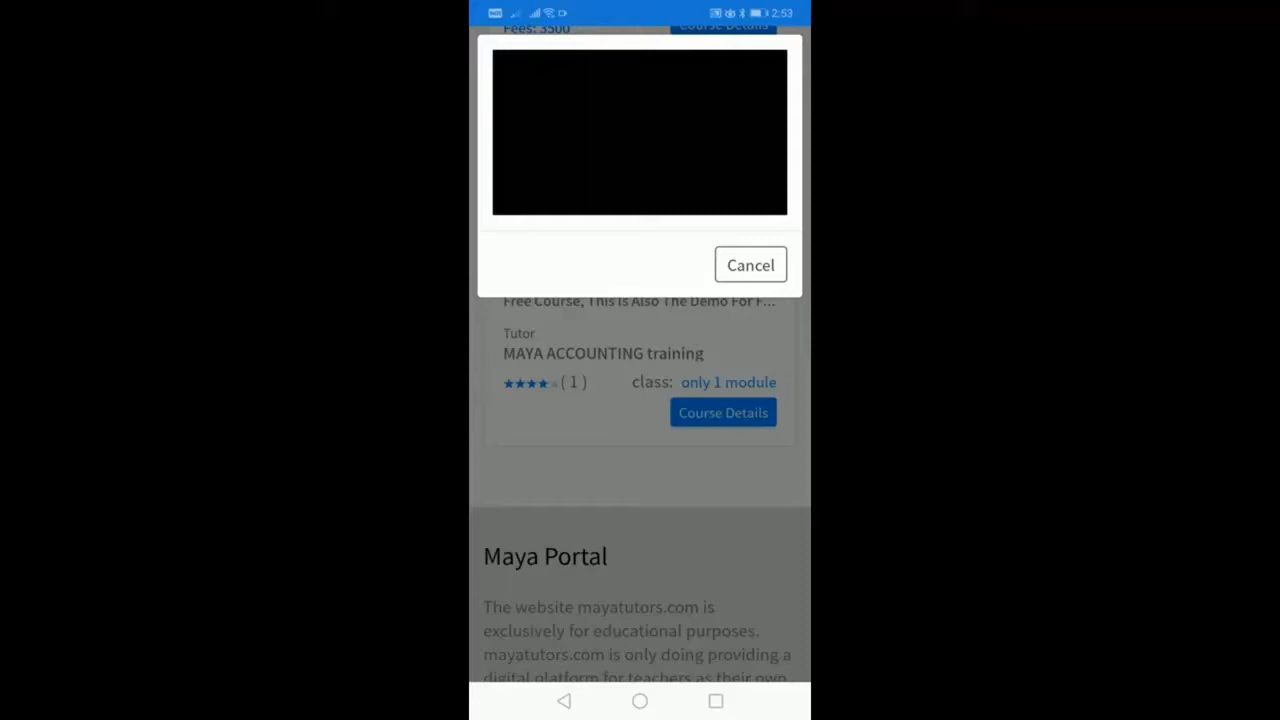 2:53
Fees: 3500
Course Details
Cancel
Free Course, This Is Also The Demo For F...
Tutor
MAYA ACCOUNTING training
( 1 )
class: only 1 module
Course Details
Maya Portal
The website mayatutors.com is
exclusively for educational purposes.
mayatutors.com is only doing providing a
digital platform for teachers as their own